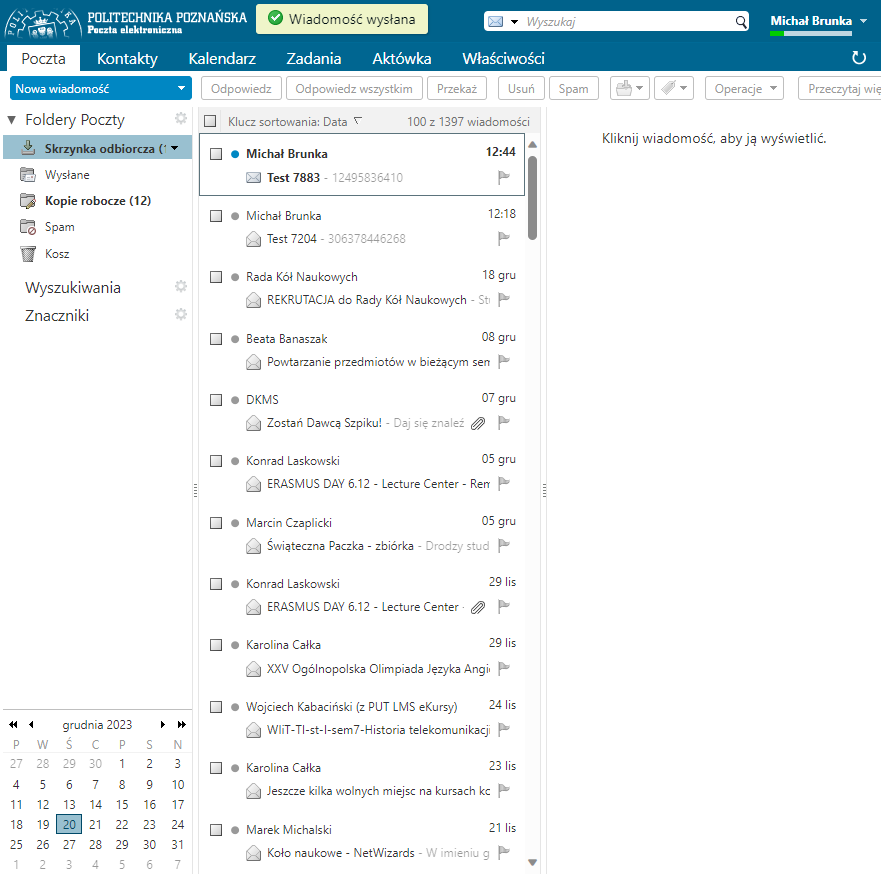 POLITECHNIKA POZNAŃSKA
Poczta elektroniczna
Wiadomość wysłana
Wyszukaj
Michał Brunka
Poczta Kontakty Kalendarz Zadania Aktówka Właściwości
Nowa wiadomość
Odpowiedz Odpowiedz wszystkim Przekaż Usuń Spam Operacje Przeczytaj wię
Foldery Poczty
Skrzynka odbiorcza (
Wysłane
Kopie robocze (12)
Spam
Kosz
Wyszukiwania
Znaczniki
Klucz sortowania: Data 100 z 1397 wiadomości
Michał Brunka 12:44
Test 7883 - 12495836410
Michał Brunka 12:18
Test 7204 - 306378446268
Rada Kół Naukowych 18 gru
REKRUTACJA do Rady Kół Naukowych - Stu
Beata Banaszak 08 gru
Powtarzanie przedmiotów w bieżącym sem
DKMS 07 gru
Zostań Dawcą Szpiku! - Daj się znaleź
Konrad Laskowski 05 gru
ERASMUS DAY 6.12 - Lecture Center - Rem
Marcin Czaplicki 05 gru
Świąteczna Paczka - zbiórka - Drodzy stud
Konrad Laskowski 29 lis
ERASMUS DAY 6.12 - Lecture Center -
Karolina Całka 29 lis
XXV Ogólnopolska Olimpiada Języka Angie
Wojciech Kabaciński (z PUT LMS eKursy) 24 lis
WIiT-TI-st-I-sem7-Historia telekomunikacji
Karolina Całka 23 lis
Jeszcze kilka wolnych miejsc na kursach ko
Marek Michalski 21 lis
Koło naukowe - NetWizards - W imieniu g
Kliknij wiadomość, aby ją wyświetlić.
grudnia 2023
P W Ś C P S N
27 28 29 30 1 2 3
4 5 6 7 8 9 10
11 12 13 14 15 16 17
18 19 20 21 22 23 24
25 26 27 28 29 30 31
1 2 3 4 5 6 7